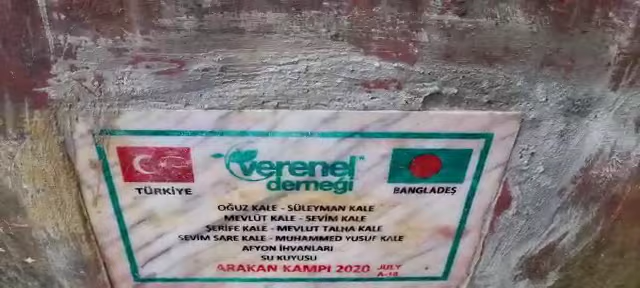 verenel
derneği
TÜRKİYE
BANGLADEŞ
OĞUZ KALE - SÜLEYMAN KALE
MEVLÜT KALE - SEVİM KALE
ŞERİFE KALE - MEVLUT TALHA KALE
SEVİM SARE KALE - MUHAMMED YUSUF KALE
AFYON İHVANLARI
SU KUYUSU
ARAKAN KAMPI 2020 JULY
A-18